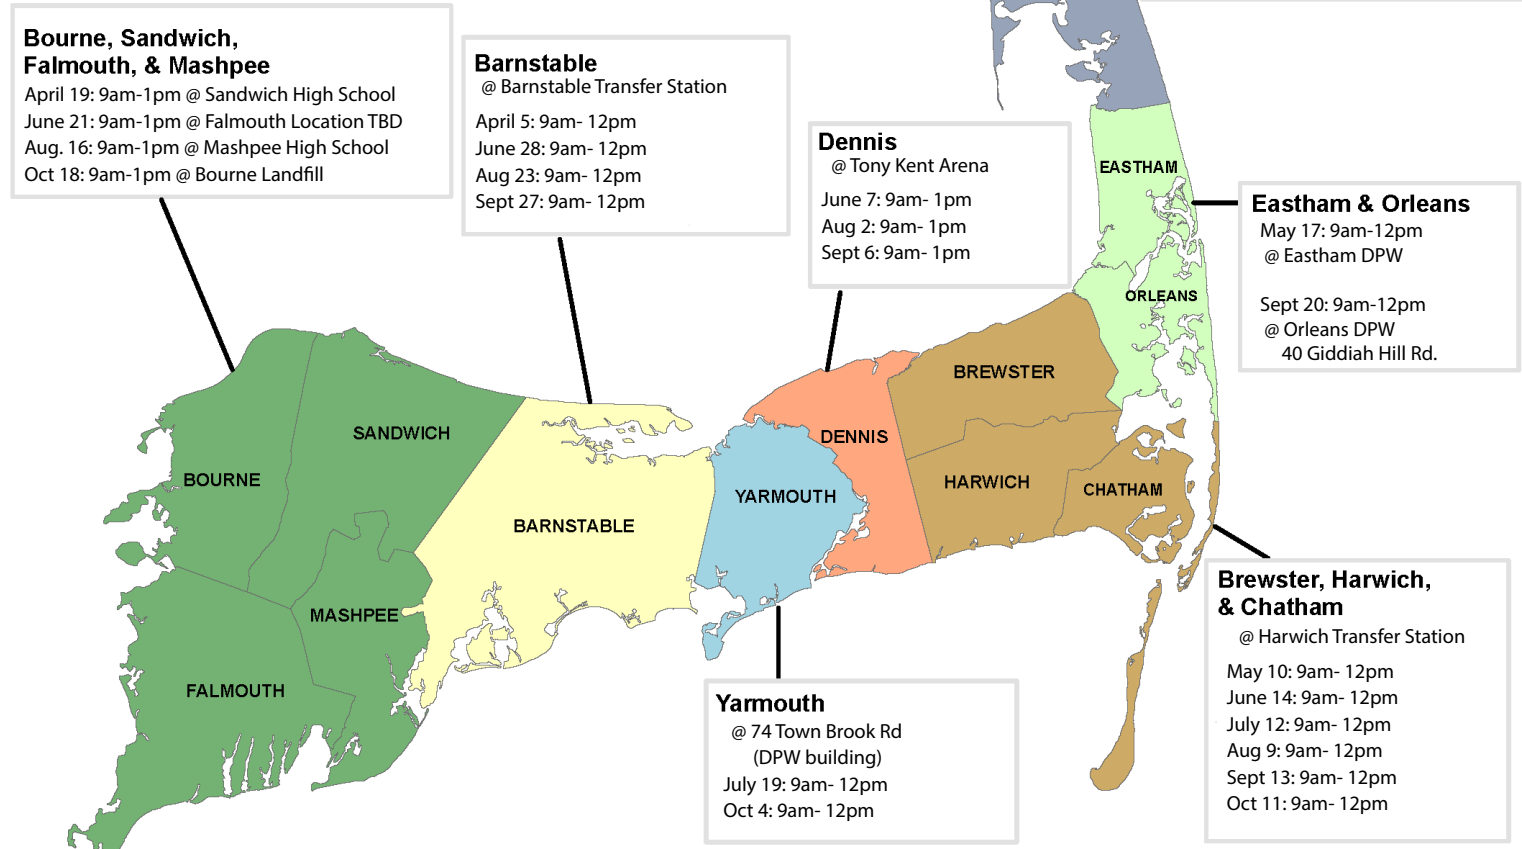 Bourne, Sandwich,
Falmouth, & Mashpee
April 19: 9am-1pm @ Sandwich High School
June 21: 9am-1pm @ Falmouth Location TBD
Aug. 16: 9am-1pm @ Mashpee High School
Oct 18: 9am-1pm @ Bourne Landfill
Barnstable
@ Barnstable Transfer Station
April 5: 9am- 12pm
June 28: 9am- 12pm
Aug 23: 9am- 12pm
Sept 27: 9am- 12pm
Dennis
@ Tony Kent Arena
June 7: 9am- 1pm
Aug 2: 9am- 1pm
Sept 6: 9am- 1pm
Eastham & Orleans
May 17: 9am-12pm
@ Eastham DPW
Sept 20: 9am-12pm
@ Orleans DPW
40 Giddiah Hill Rd.
EASTHAM
ORLEANS
BREWSTER
SANDWICH
DENNIS
BOURNE
HARWICH
CHATHAM
YARMOUTH
BARNSTABLE
MASHPEE
FALMOUTH
Yarmouth
@ 74 Town Brook Rd
(DPW building)
July 19: 9am- 12pm
Oct 4: 9am- 12pm
Brewster, Harwich,
& Chatham
@ Harwich Transfer Station
May 10: 9am- 12pm
June 14: 9am- 12pm
July 12: 9am- 12pm
Aug 9: 9am- 12pm
Sept 13: 9am- 12pm
Oct 11: 9am- 12pm